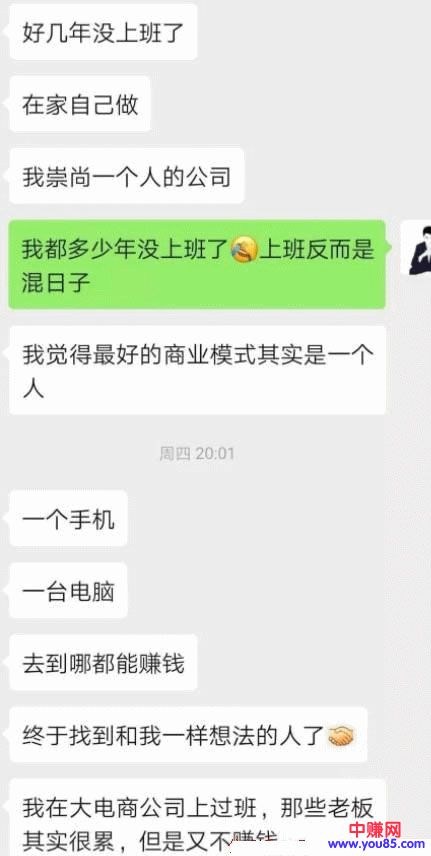 好几年没上班了
在家自己做
我崇尚一个人的公司
我都多少年没上班了😂上班反而是
混日子
我觉得最好的商业模式其实是一个
人
周四 20:01
一个手机
一台电脑
去到哪都能赚钱
终于找到和我一样想法的人了🤝
我在大电商公司上过班，那些老板
其实很累，但是又不赚钱
中赚网
www.you85.com